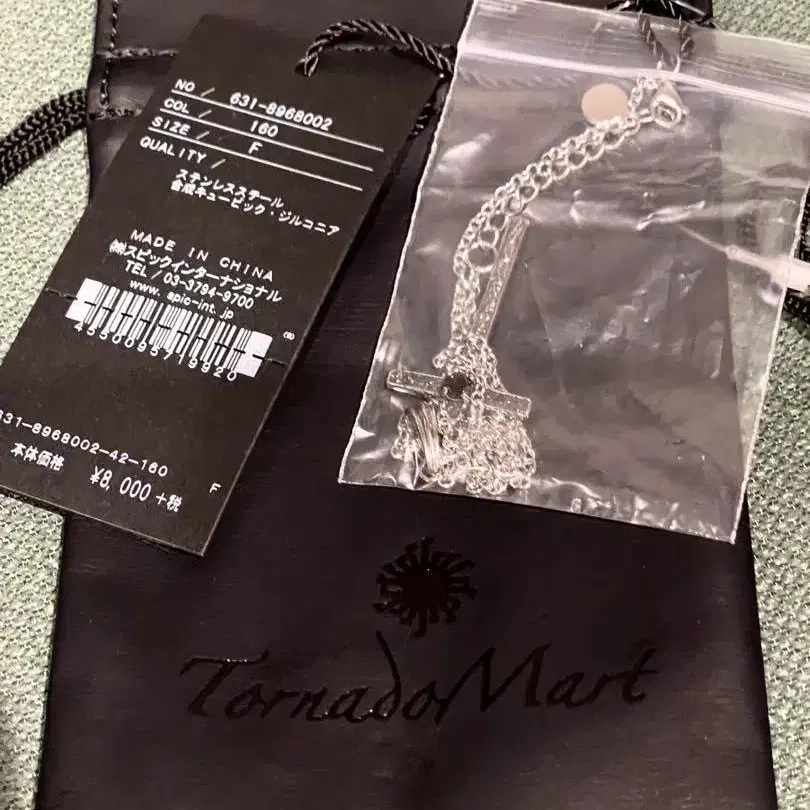 NO / 631-8968002
COL / 160
SIZE / F
QUALITY /
ステンレススチール
合成キュービック・ジルコニア
MADE IN CHINA
㈱スピックインターナショナル
TEL / 03-3794-9700
www. spic-int. jp
4550095719920
631-8968002-42-160
F
本体価格
¥8,000 +税
TornadoMart